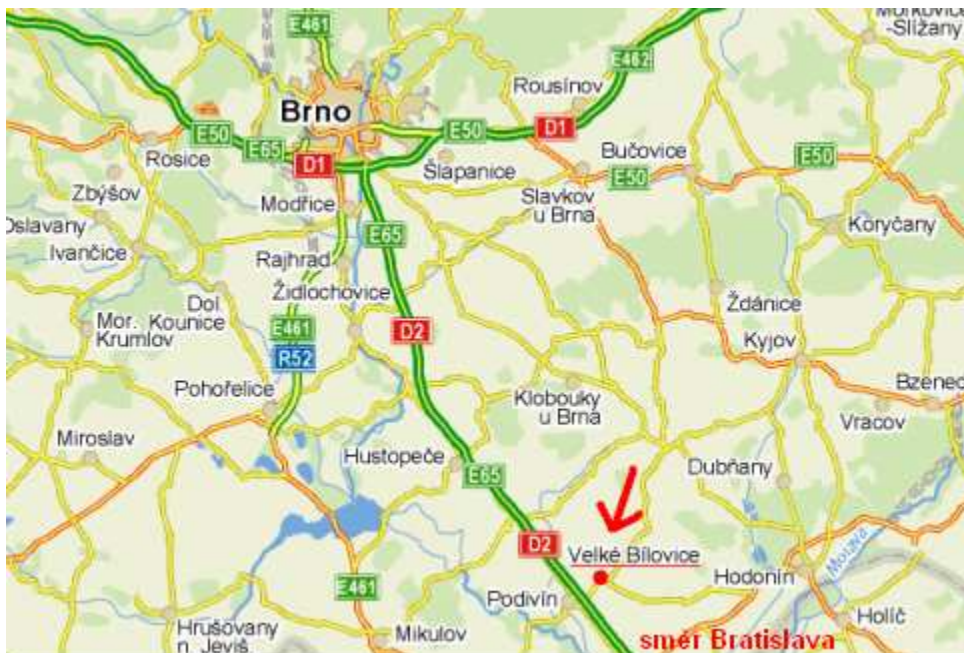 E461
Morkovice
-Slížany
E462
Rousínov
Brno
E50
E65
E50
D1
D1
Rosice
Šlapanice
Bučovice
E50
E50
Zbýšov
Slavkov
u Brna
Modřice
Oslavany
E65
Koryčany
Ivančice
Rajhrad
Židlochovice
Dol.
Kounice
Ždánice
Mor.
Krumlov
E461
D2
R52
Kyjov
Pohořelice
Klobouky
u Brna
Bzenec
Vracov
Miroslav
Hustopeče
E65
Dubňany
D2
Velké Bílovice
Morava
Hodonín
E461
Podivín
Holíč
Hrušovany
n. Jeviš.
Mikulov
směr Bratislava